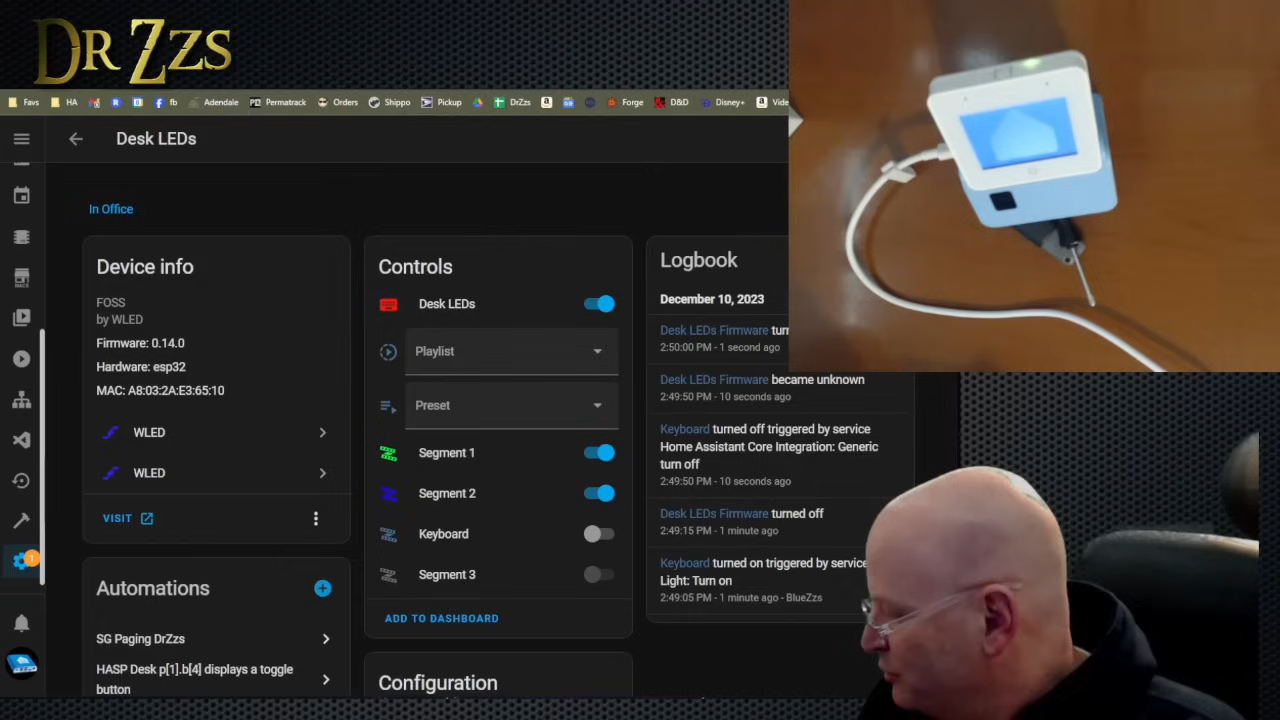 DR ZZS
Favs
HA
fb
Adendale
Permatrack
Orders
Shippo
Pickup
DrZzs
Forge
D&D
Disney+
Vide
Desk LEDs
In Office
Device info
FOSS
by WLED
Firmware: 0.14.0
Hardware: esp32
MAC: A8:03:2A:E3:65:10
WLED
WLED
VISIT
Automations
SG Paging DrZzs
HASP Desk p[1].b[4] displays a toggle
button
Controls
Desk LEDs
Playlist
Preset
Segment 1
Segment 2
Keyboard
Segment 3
ADD TO DASHBOARD
Configuration
Logbook
December 10, 2023
Desk LEDs Firmware turn
2:50:00 PM - 1 second ago
Desk LEDs Firmware became unknown
2:49:50 PM - 10 seconds ago
Keyboard turned off triggered by service
Home Assistant Core Integration: Generic
turn off
2:49:50 PM - 10 seconds ago
Desk LEDs Firmware turned off
2:49:15 PM - 1 minute ago
Keyboard turned on triggered by service
Light: Turn on
2:49:05 PM - 1 minute ago - BlueZzs
1